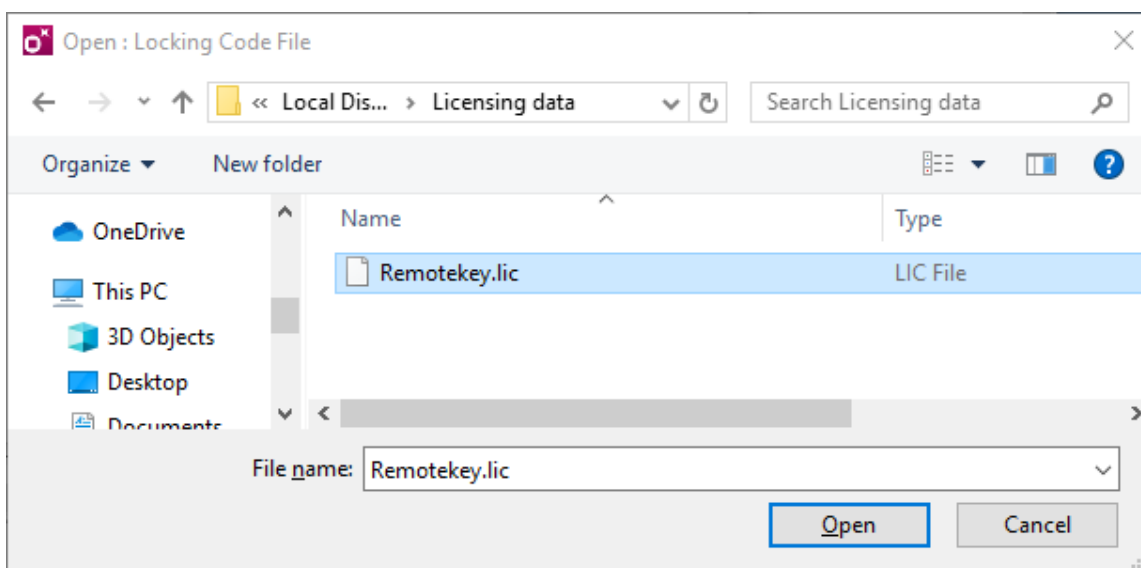 Open : Locking Code File
« Local Dis... > Licensing data
Search Licensing data
Organize
New folder
Name
Type
OneDrive
This PC
3D Objects
Desktop
Documents
Remotekey.lic
LIC File
File name: Remotekey.lic
Open
Cancel